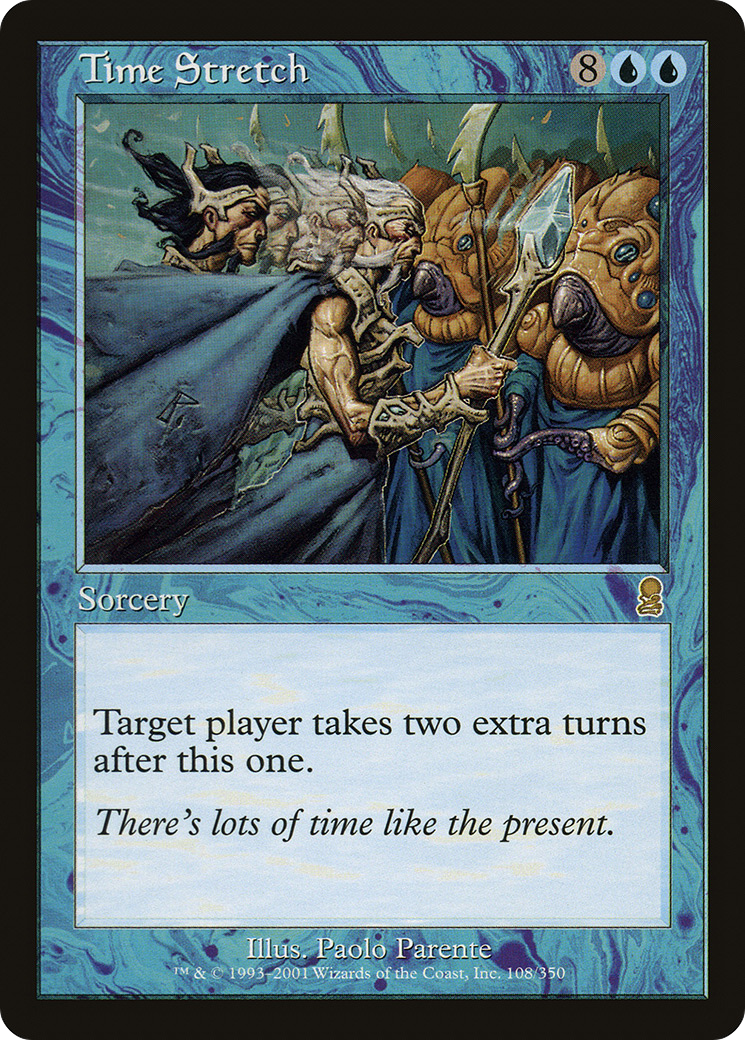 Time Stretch
8
Sorcery
Target player takes two extra turns
after this one.
There's lots of time like the present.
Illus. Paolo Parente
™ & © 1993–2001 Wizards of the Coast, Inc. 108/350